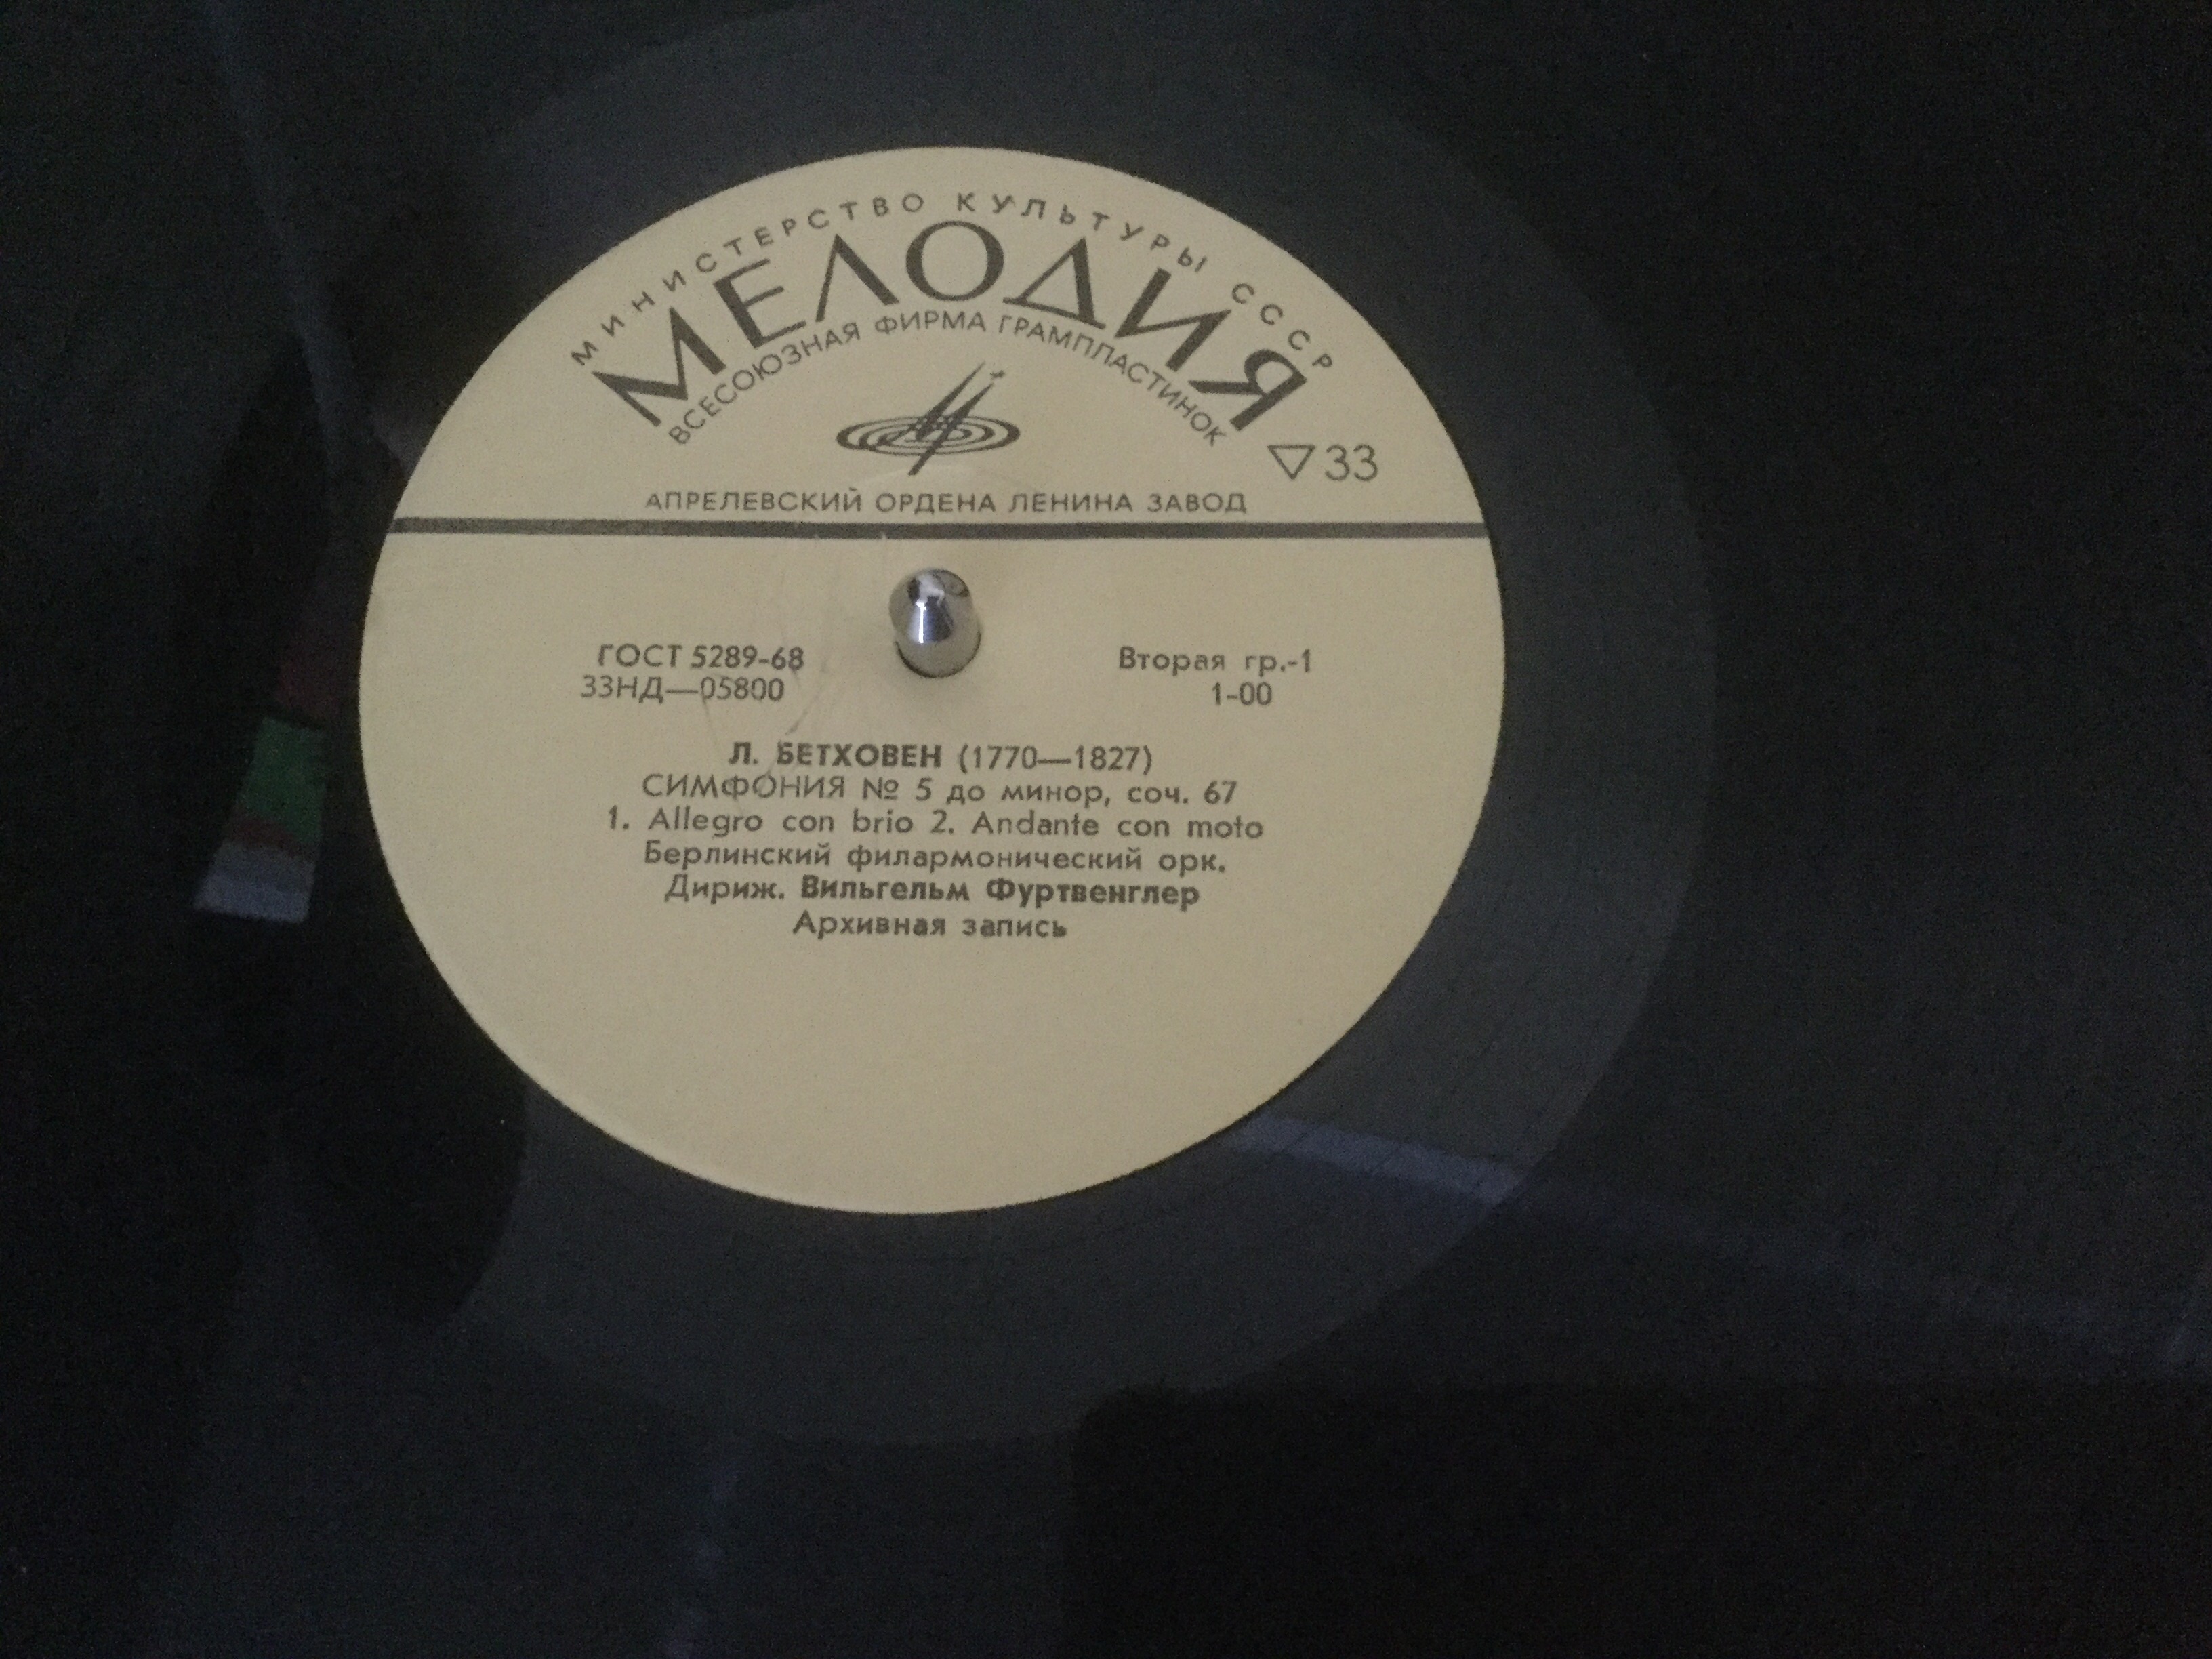 МИНИСТЕРСТВО КУЛЬТУРЫ СССР
МЕЛОДИЯ
ВСЕСОЮЗНАЯ ФИРМА ГРАМПЛАСТИНОК
▽33
АПРЕЛЕВСКИЙ ОРДЕНА ЛЕНИНА ЗАВОД
ГОСТ 5289-68
Вторая гр.-1
33НД—05800
1-00
Л. БЕТХОВЕН (1770—1827)
СИМФОНИЯ № 5 до минор, соч. 67
1. Allegro con brio 2. Andante con moto
Берлинский филармонический орк.
Дириж. Вильгельм Фуртвенглер
Архивная запись